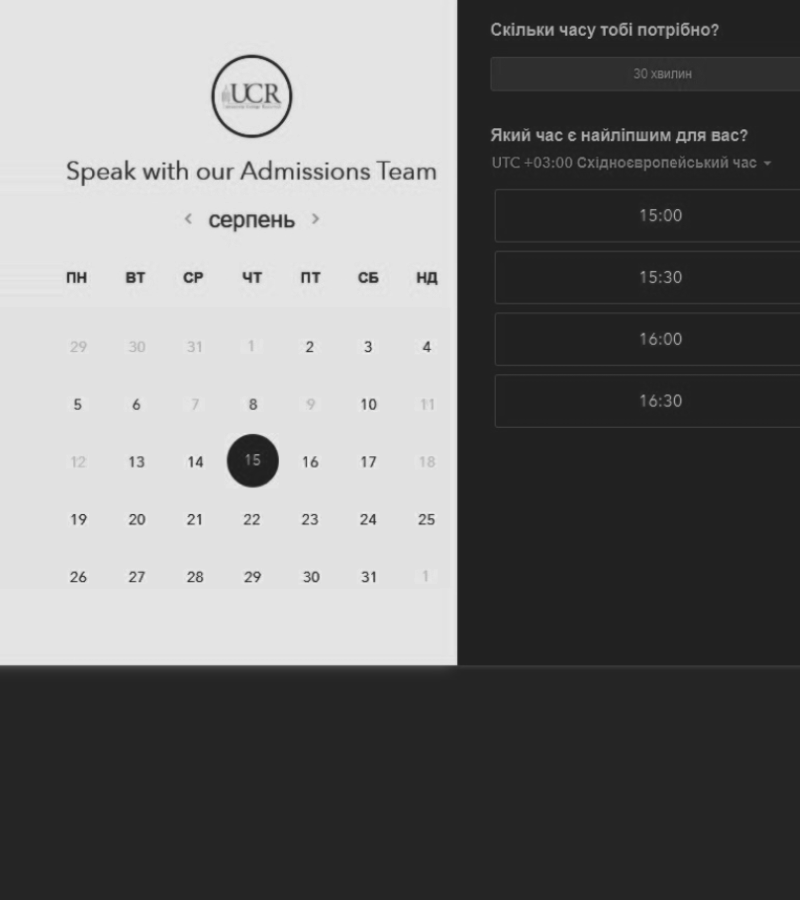 UCR
Speak with our Admissions Team
серпень
ПН ВТ СР ЧТ ПТ СБ НД
29 30 31 1 2 3 4
5 6 7 8 9 10 11
12 13 14 15 16 17 18
19 20 21 22 23 24 25
26 27 28 29 30 31 1
Скільки часу тобі потрібно?
30 хвилин
Який час є найліпшим для вас?
UTC +03:00 Східноєвропейський час
15:00
15:30
16:00
16:30